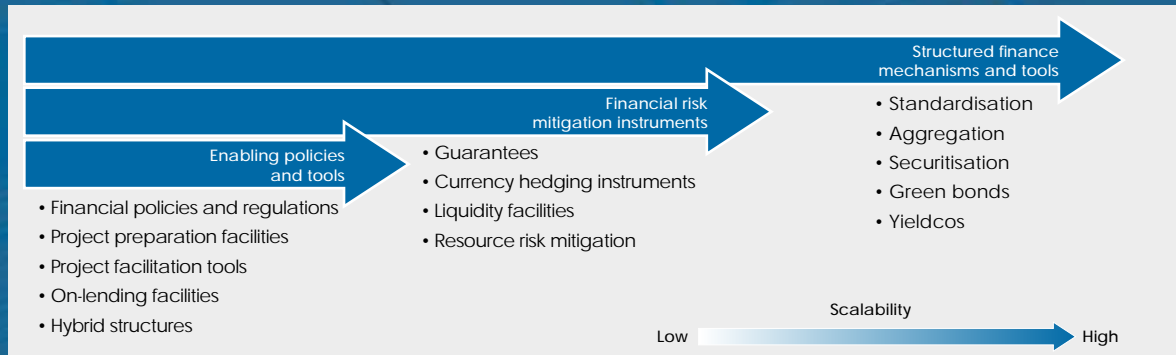 Structured finance
mechanisms and tools
• Standardisation
• Aggregation
• Securitisation
• Green bonds
• Yieldcos
Financial risk
mitigation instruments
• Guarantees
• Currency hedging instruments
• Liquidity facilities
• Resource risk mitigation
Enabling policies
and tools
• Financial policies and regulations
• Project preparation facilities
• Project facilitation tools
• On-lending facilities
• Hybrid structures
Scalability
Low
High